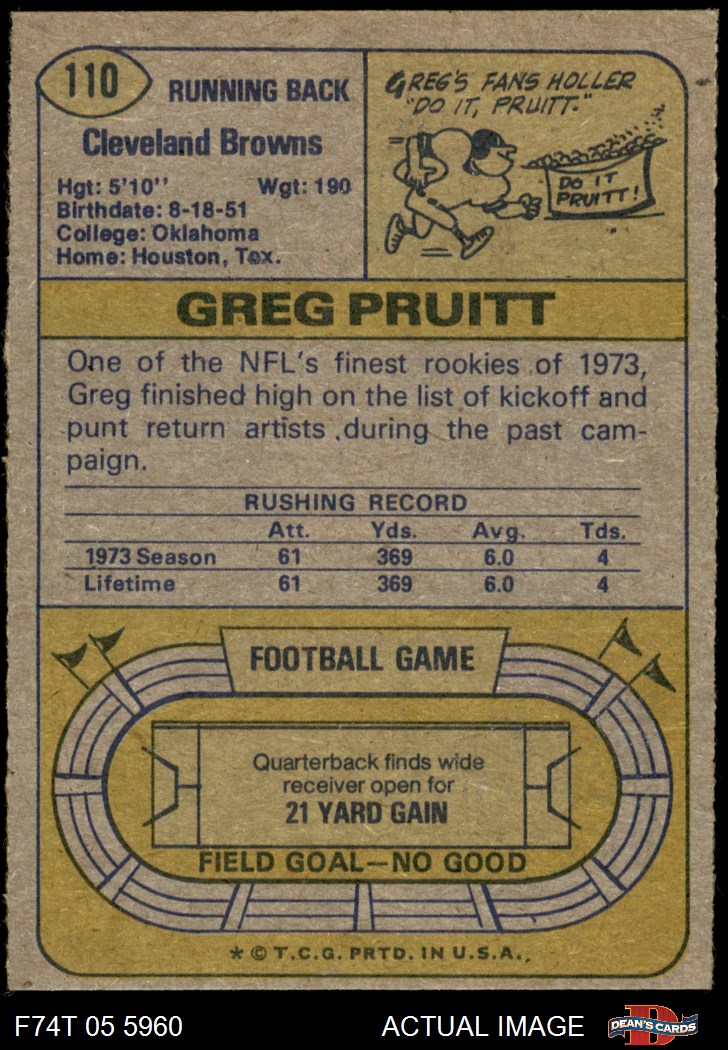 110
RUNNING BACK
Cleveland Browns
Hgt: 5'10'' Wgt: 190
Birthdate: 8-18-51
College: Oklahoma
Home: Houston, Tex.
GREG'S FANS HOLLER
"DO IT, PRUITT."
DO IT
PRUITT!
GREG PRUITT
One of the NFL's finest rookies of 1973,
Greg finished high on the list of kickoff and
punt return artists during the past cam-
paign.
RUSHING RECORD
Att. Yds. Avg. Tds.
1973 Season 61 369 6.0 4
Lifetime 61 369 6.0 4
FOOTBALL GAME
Quarterback finds wide
receiver open for
21 YARD GAIN
FIELD GOAL—NO GOOD
* © T.C.G. PRTD. IN U.S.A.
F74T 05 5960 ACTUAL IMAGE
D
DEAN'S CARDS